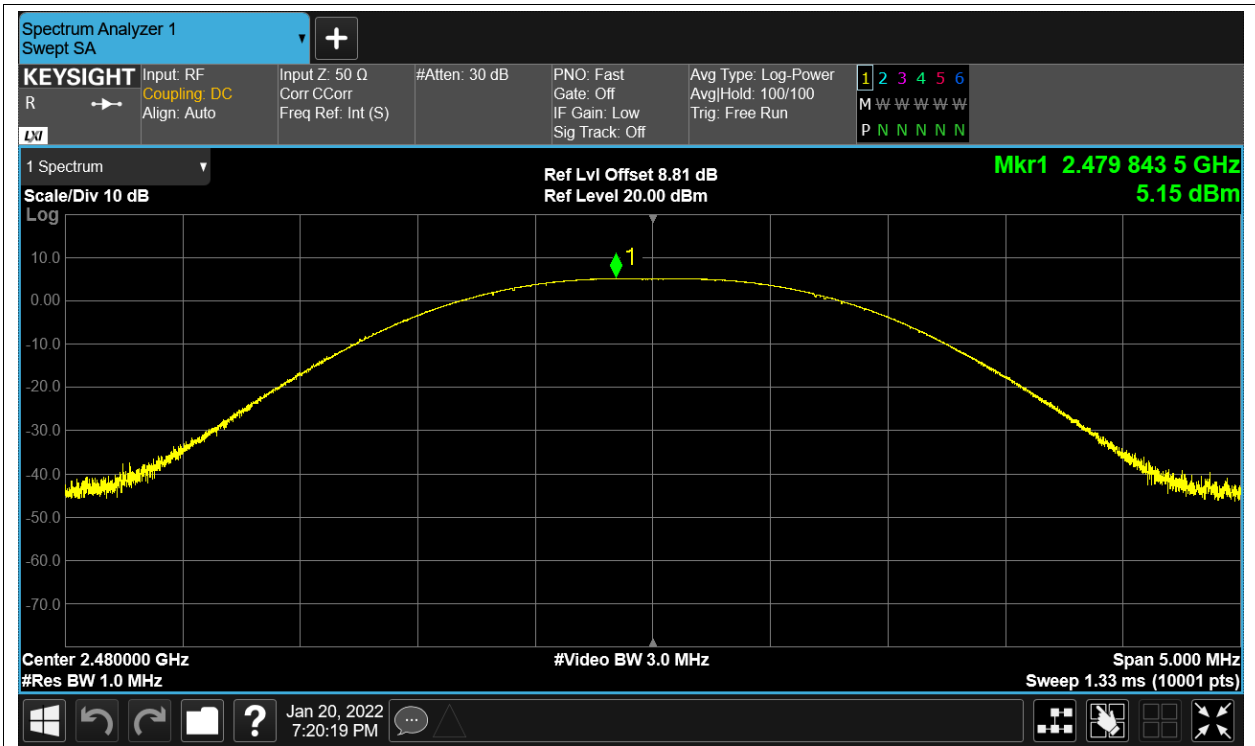 Spectrum Analyzer 1
Swept SA
KEYSIGHT
R
LXI
Input: RF
Coupling: DC
Align: Auto
Input Z: 50 Ω
Corr CCorr
Freq Ref: Int (S)
#Atten: 30 dB
PNO: Fast
Gate: Off
IF Gain: Low
Sig Track: Off
Avg Type: Log-Power
Avg|Hold: 100/100
Trig: Free Run
1 2 3 4 5 6
M W W W W W
P N N N N N
1 Spectrum
Scale/Div 10 dB
Log
Ref Lvl Offset 8.81 dB
Ref Level 20.00 dBm
Mkr1 2.479 843 5 GHz
5.15 dBm
1
10.0
0.00
-10.0
-20.0
-30.0
-40.0
-50.0
-60.0
-70.0
Center 2.480000 GHz
#Res BW 1.0 MHz
#Video BW 3.0 MHz
Span 5.000 MHz
Sweep 1.33 ms (10001 pts)
?
Jan 20, 2022
7:20:19 PM